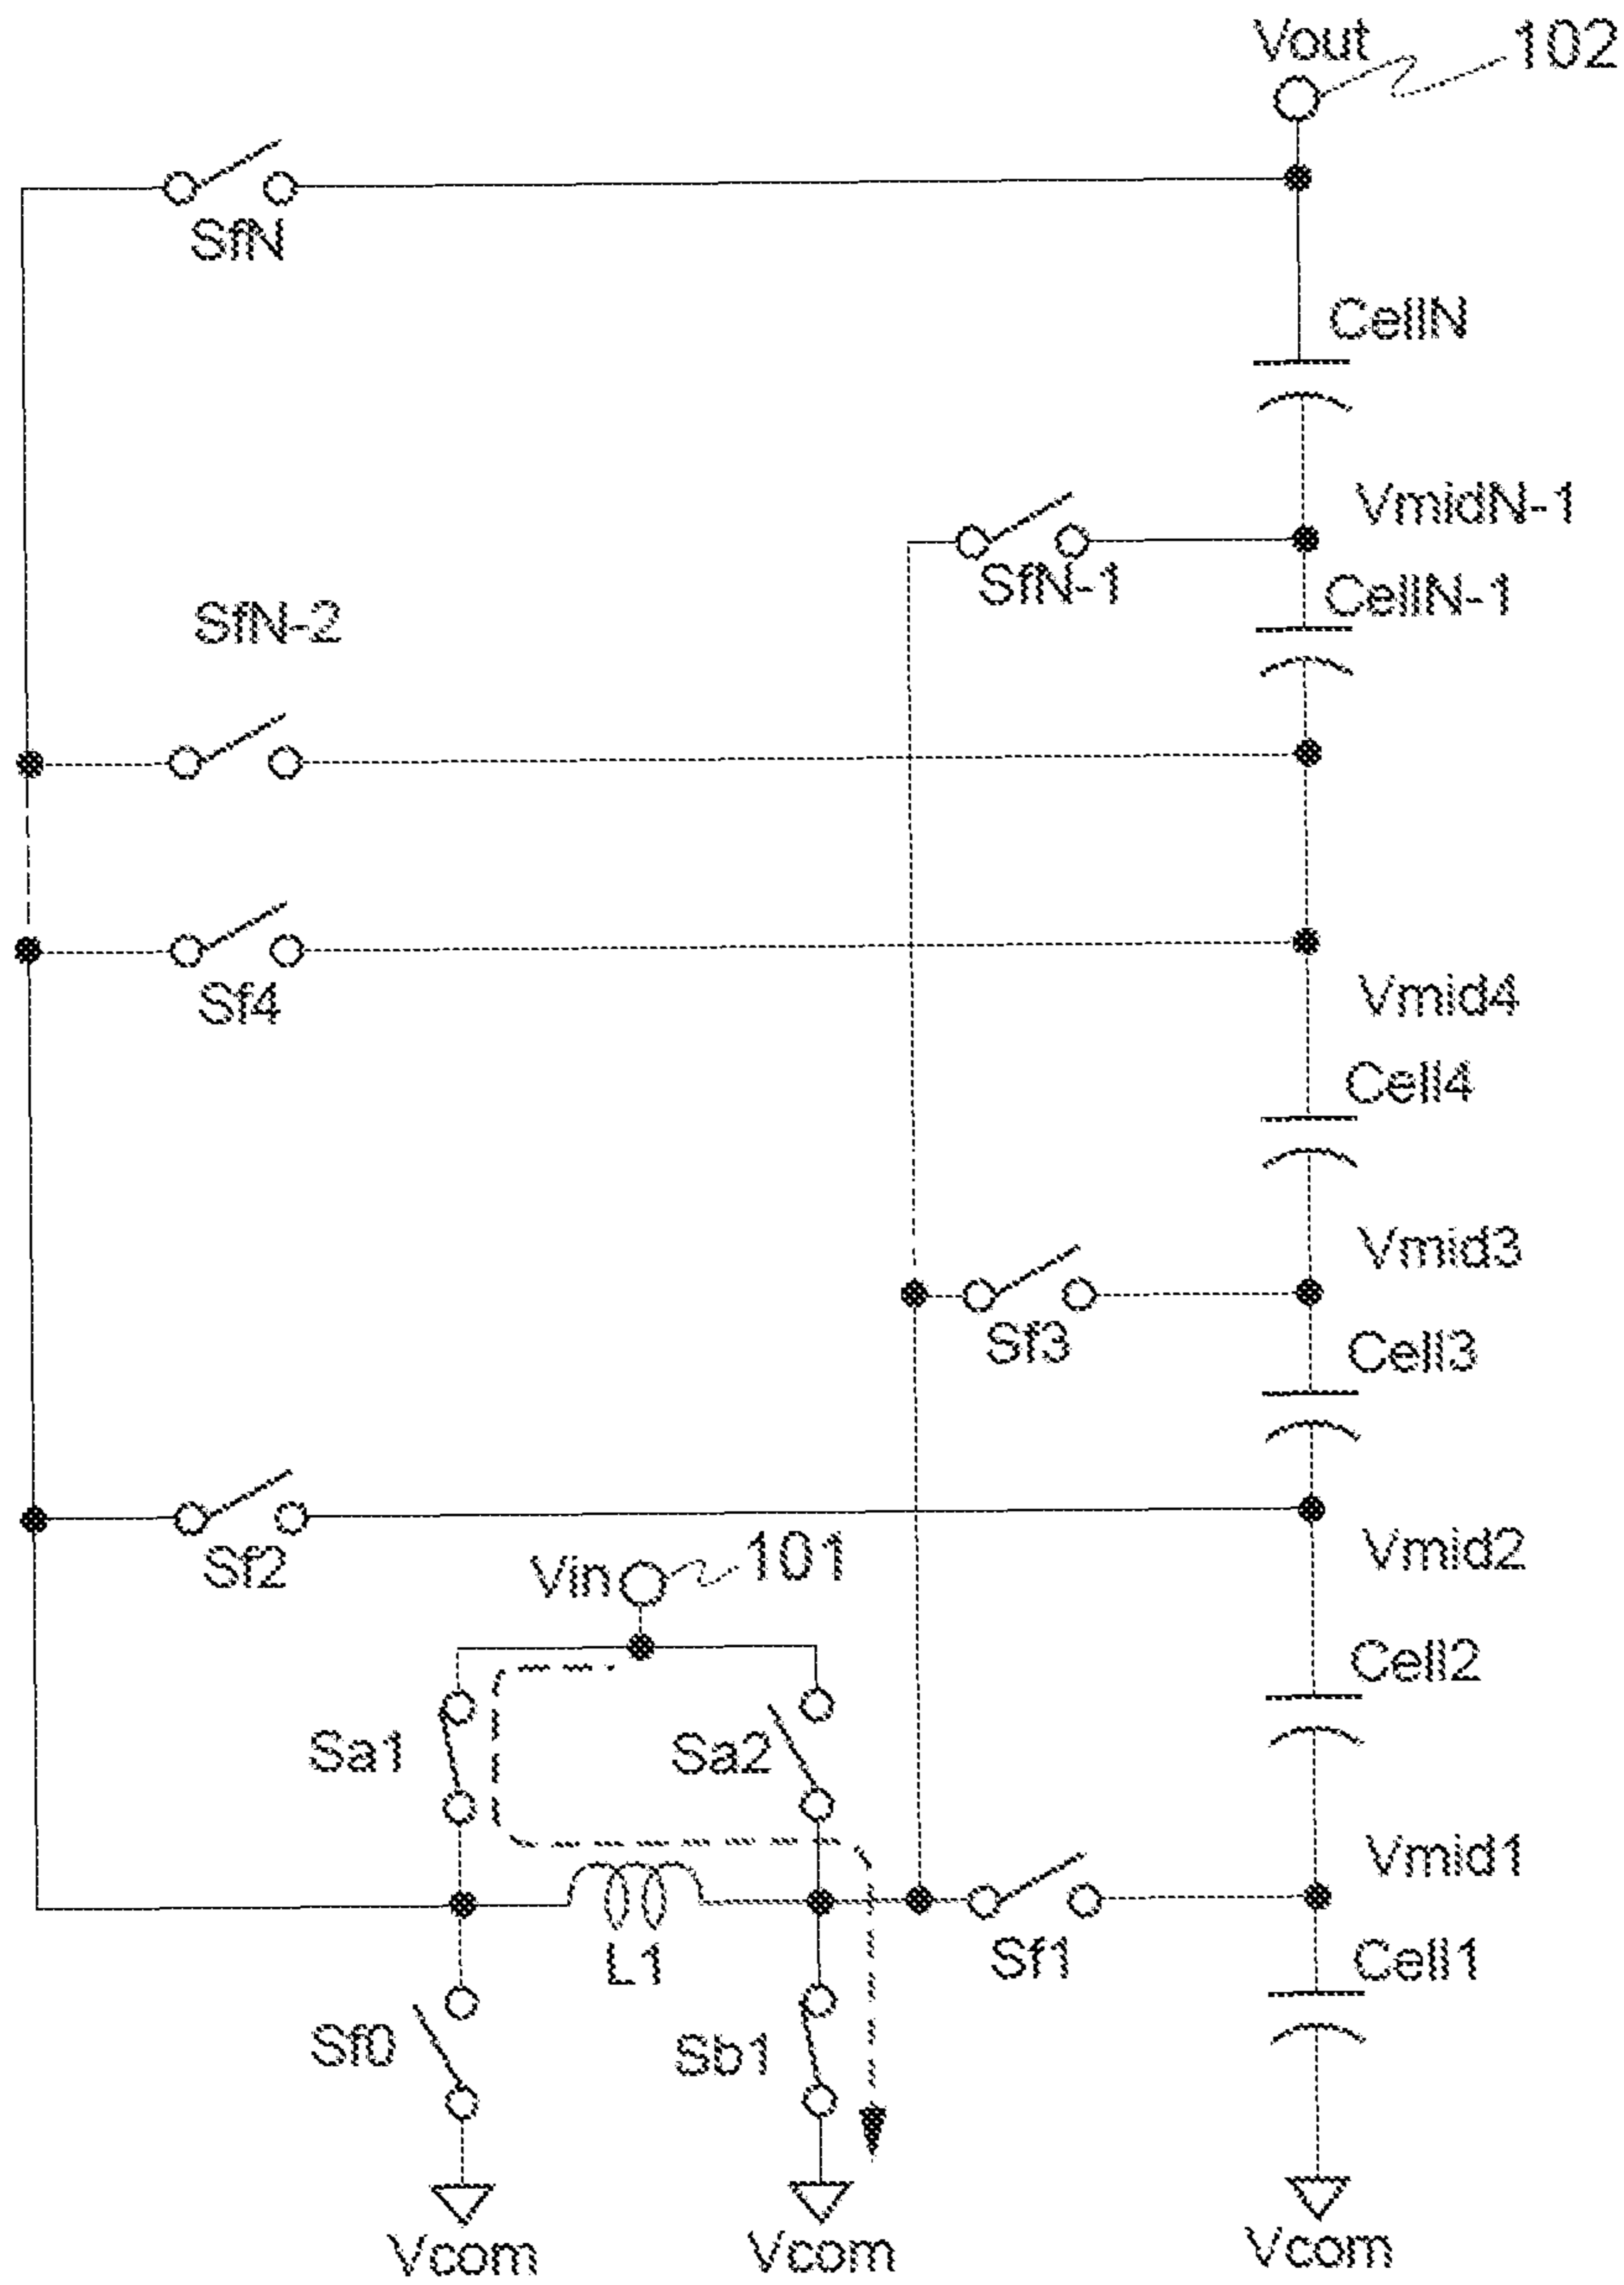 Vout
102
SfN
CellN
VmidN-1
SfN-1
CellN-1
SfN-2
Sf4
Vmid4
Cell4
Vmid3
Sf3
Cell3
Sf2
Vin
101
Vmid2
Cell2
Sa1
Sa2
Vmid1
L1
Sf1
Cell1
Sf0
Sb1
Vcom
Vcom
Vcom